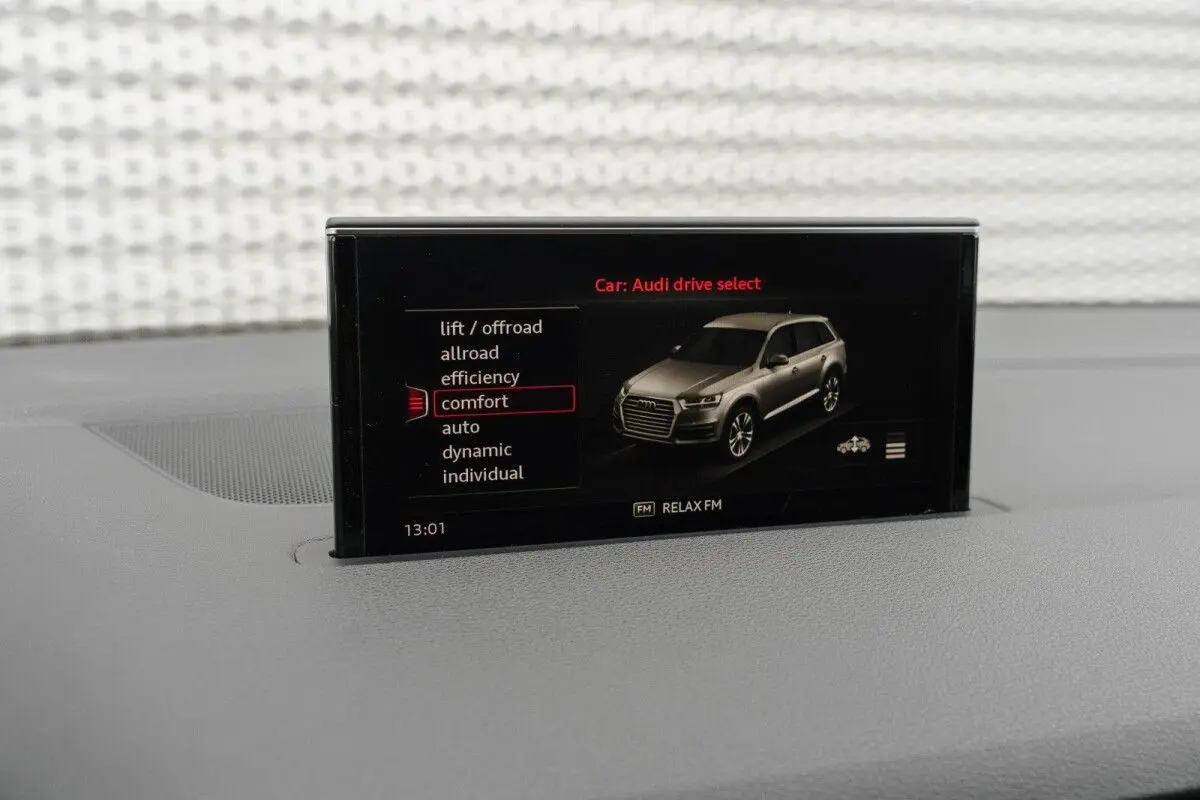 Car: Audi drive select
lift / offroad
allroad
efficiency
comfort
auto
dynamic
individual
FM RELAX FM
13:01